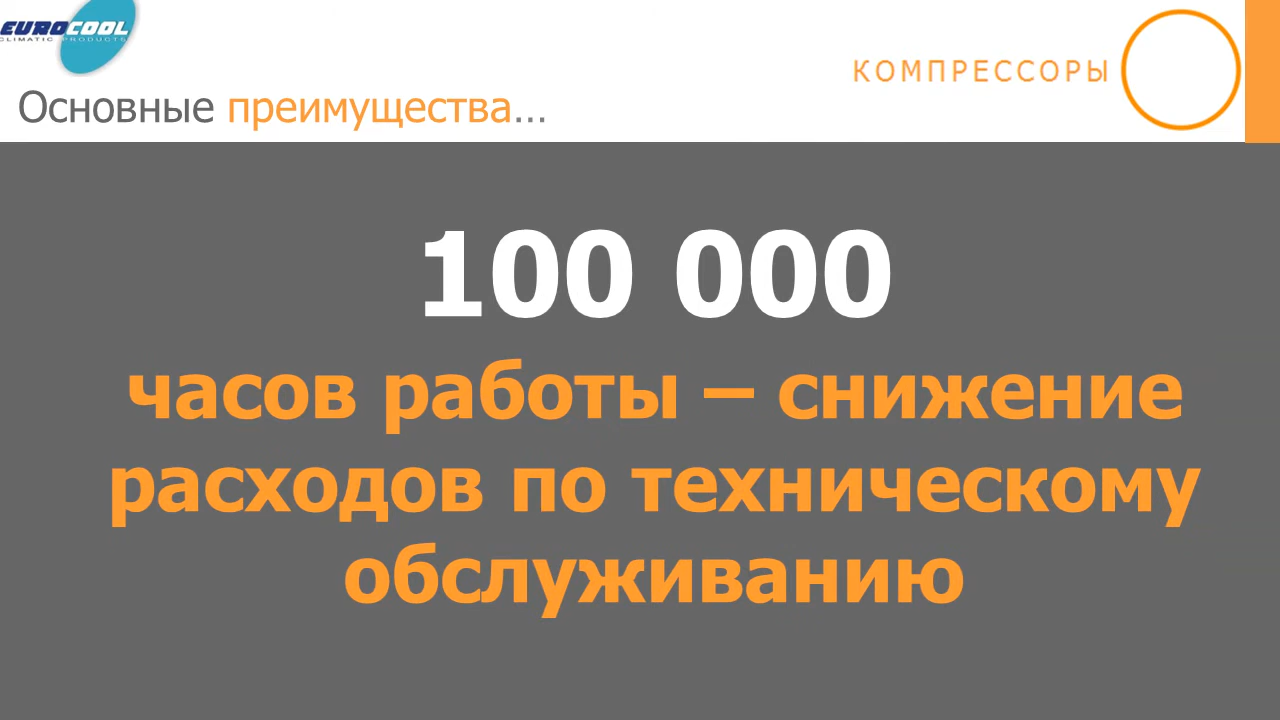 EUROCOOL
CLIMATIC PRODUCTS
КОМПРЕССОРЫ
Основные преимущества...
100 000
часов работы – снижение
расходов по техническому
обслуживанию